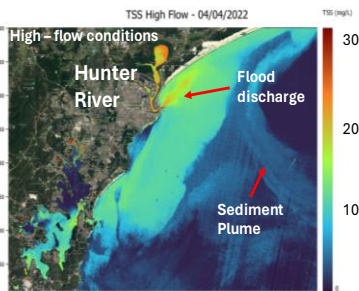 TSS High Flow - 04/04/2022
TSS (mg/L)
High – flow conditions
Hunter
River
Flood
discharge
Sediment
Plume
30
20
10
0